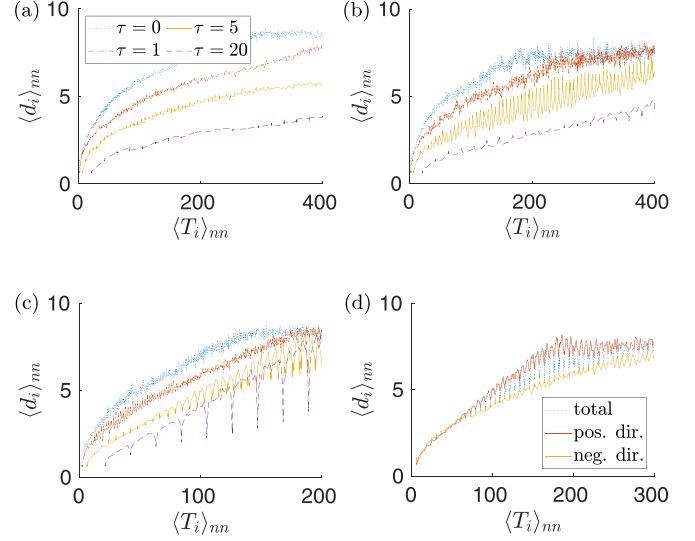 (a)
10
5
0
⟨d_i⟩_nn
τ = 0 τ = 5
τ = 1 τ = 20
0 200 400
⟨T_i⟩_nn
(b)
10
5
0
⟨d_i⟩_nn
0 200 400
⟨T_i⟩_nn
(c)
10
5
0
⟨d_i⟩_nn
0 100 200
⟨T_i⟩_nn
(d)
10
5
0
⟨d_i⟩_nn
total
pos. dir.
neg. dir.
0 100 200 300
⟨T_i⟩_nn